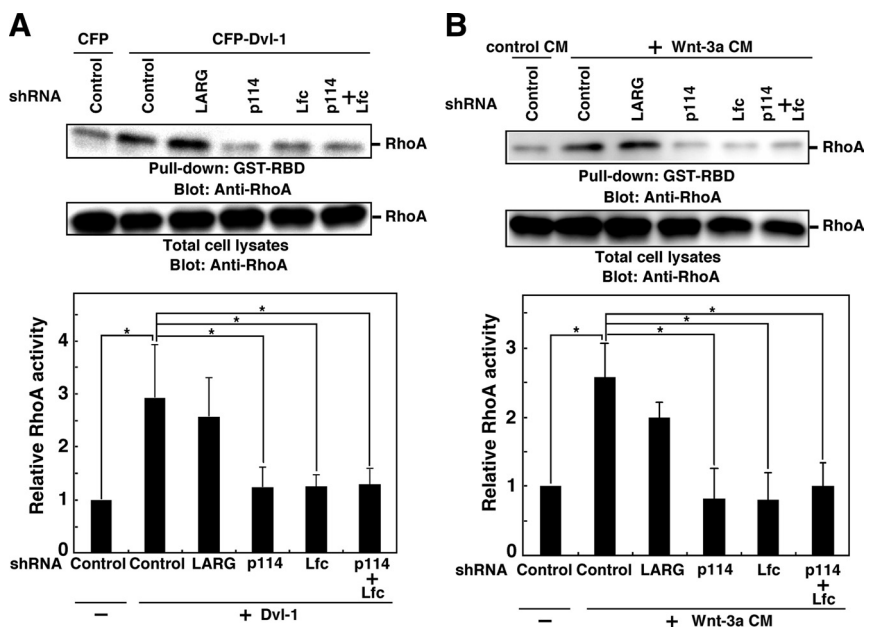 A
CFP
CFP-Dvl-1
shRNA
Control
Control
LARG
p114
Lfc
p114
+
Lfc
RhoA
Pull-down: GST-RBD
Blot: Anti-RhoA
RhoA
Total cell lysates
Blot: Anti-RhoA
Relative RhoA activity
4
3
2
1
0
*
*
*
*
shRNA
Control
Control
LARG
p114
Lfc
p114
+
Lfc
−
+ Dvl-1
B
control CM
+ Wnt-3a CM
shRNA
Control
Control
LARG
p114
Lfc
p114
+
Lfc
RhoA
Pull-down: GST-RBD
Blot: Anti-RhoA
RhoA
Total cell lysates
Blot: Anti-RhoA
Relative RhoA activity
3
2
1
0
*
*
*
*
shRNA
Control
Control
LARG
p114
Lfc
p114
+
Lfc
−
+ Wnt-3a CM